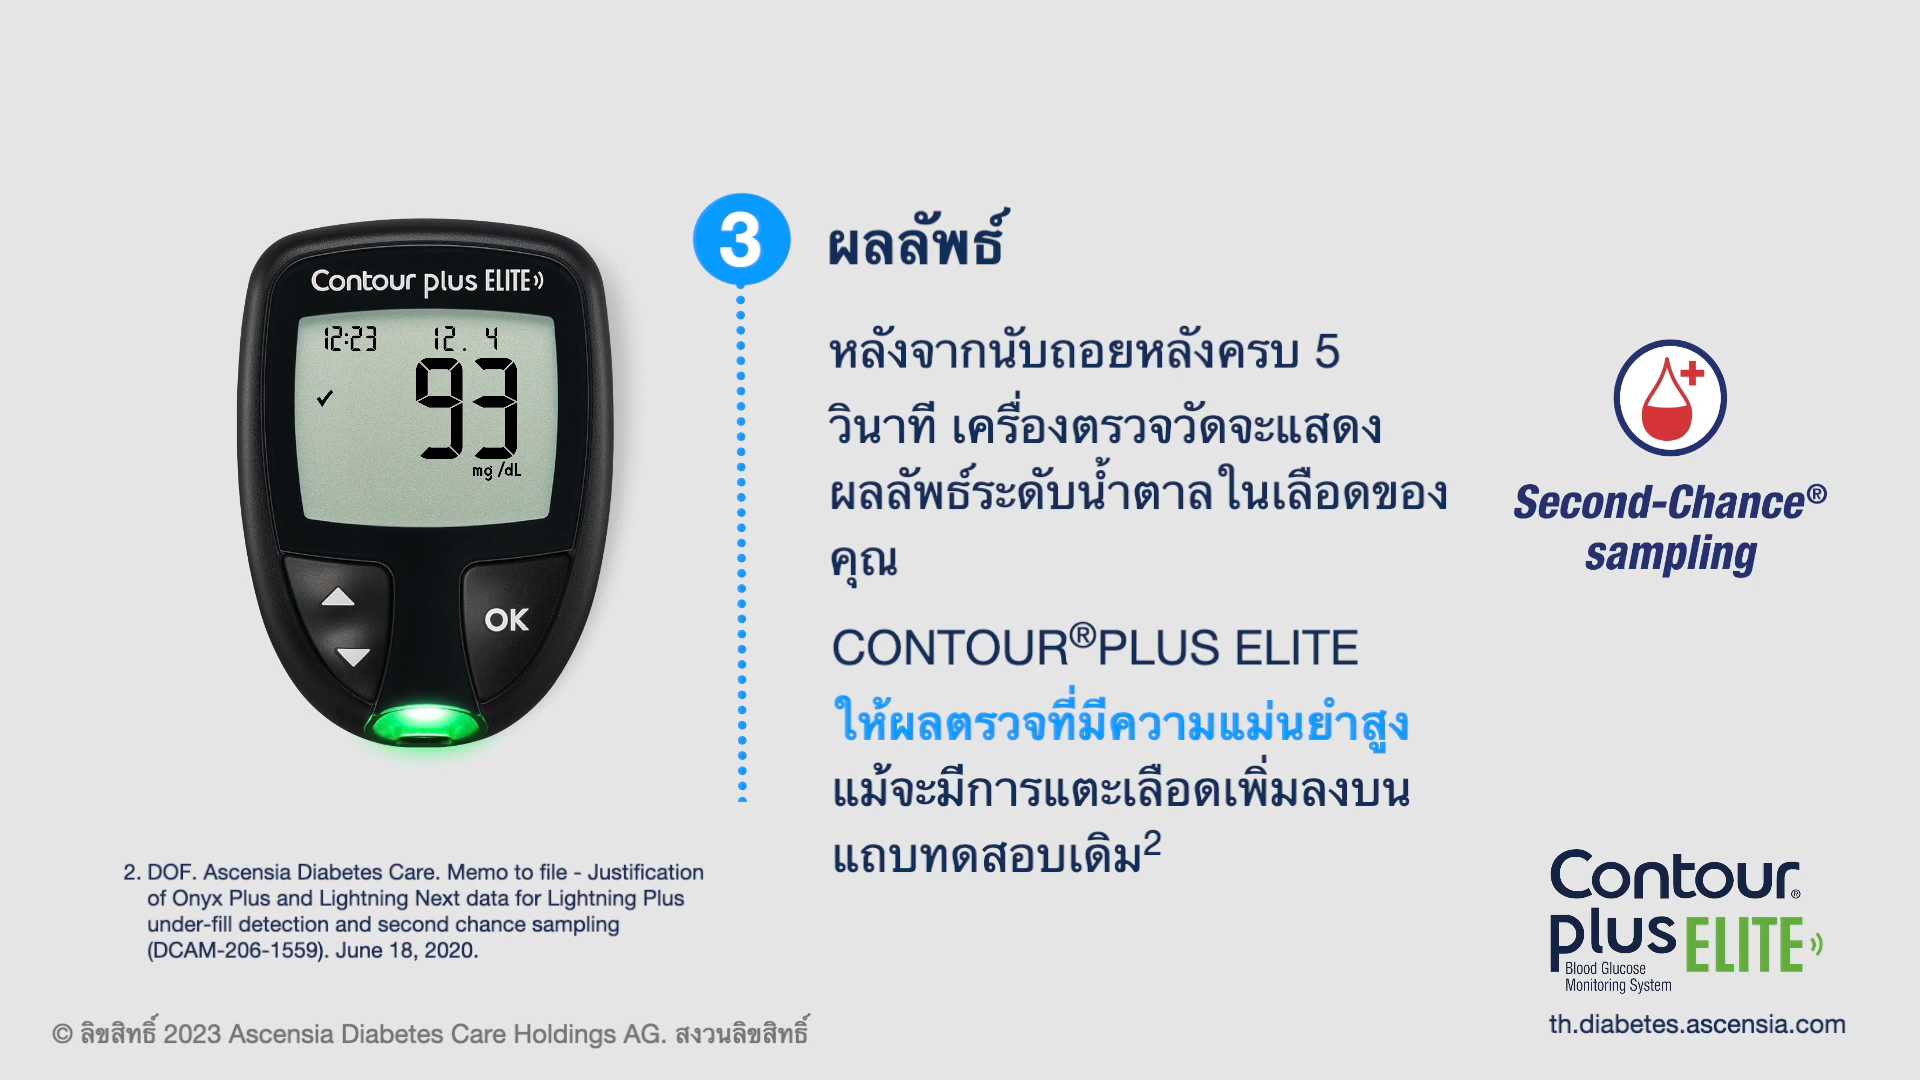 Contour plus ELITE
12:23 12. 4
93
mg/dL
OK
3 ผลลัพธ์
หลังจากนับถอยหลังครบ 5
วินาที เครื่องตรวจวัดจะแสดง
ผลลัพธ์ระดับน้ำตาลในเลือดของ
คุณ
CONTOUR®PLUS ELITE
ให้ผลตรวจที่มีความแม่นยำสูง
แม้จะมีการแตะเลือดเพิ่มลงบน
แถบทดสอบเดิม²
Second-Chance®
sampling
2. DOF. Ascensia Diabetes Care. Memo to file - Justification
of Onyx Plus and Lightning Next data for Lightning Plus
under-fill detection and second chance sampling
(DCAM-206-1559). June 18, 2020.
Contour®
plus ELITE
Blood Glucose
Monitoring System
th.diabetes.ascensia.com
© ลิขสิทธิ์ 2023 Ascensia Diabetes Care Holdings AG. สงวนลิขสิทธิ์